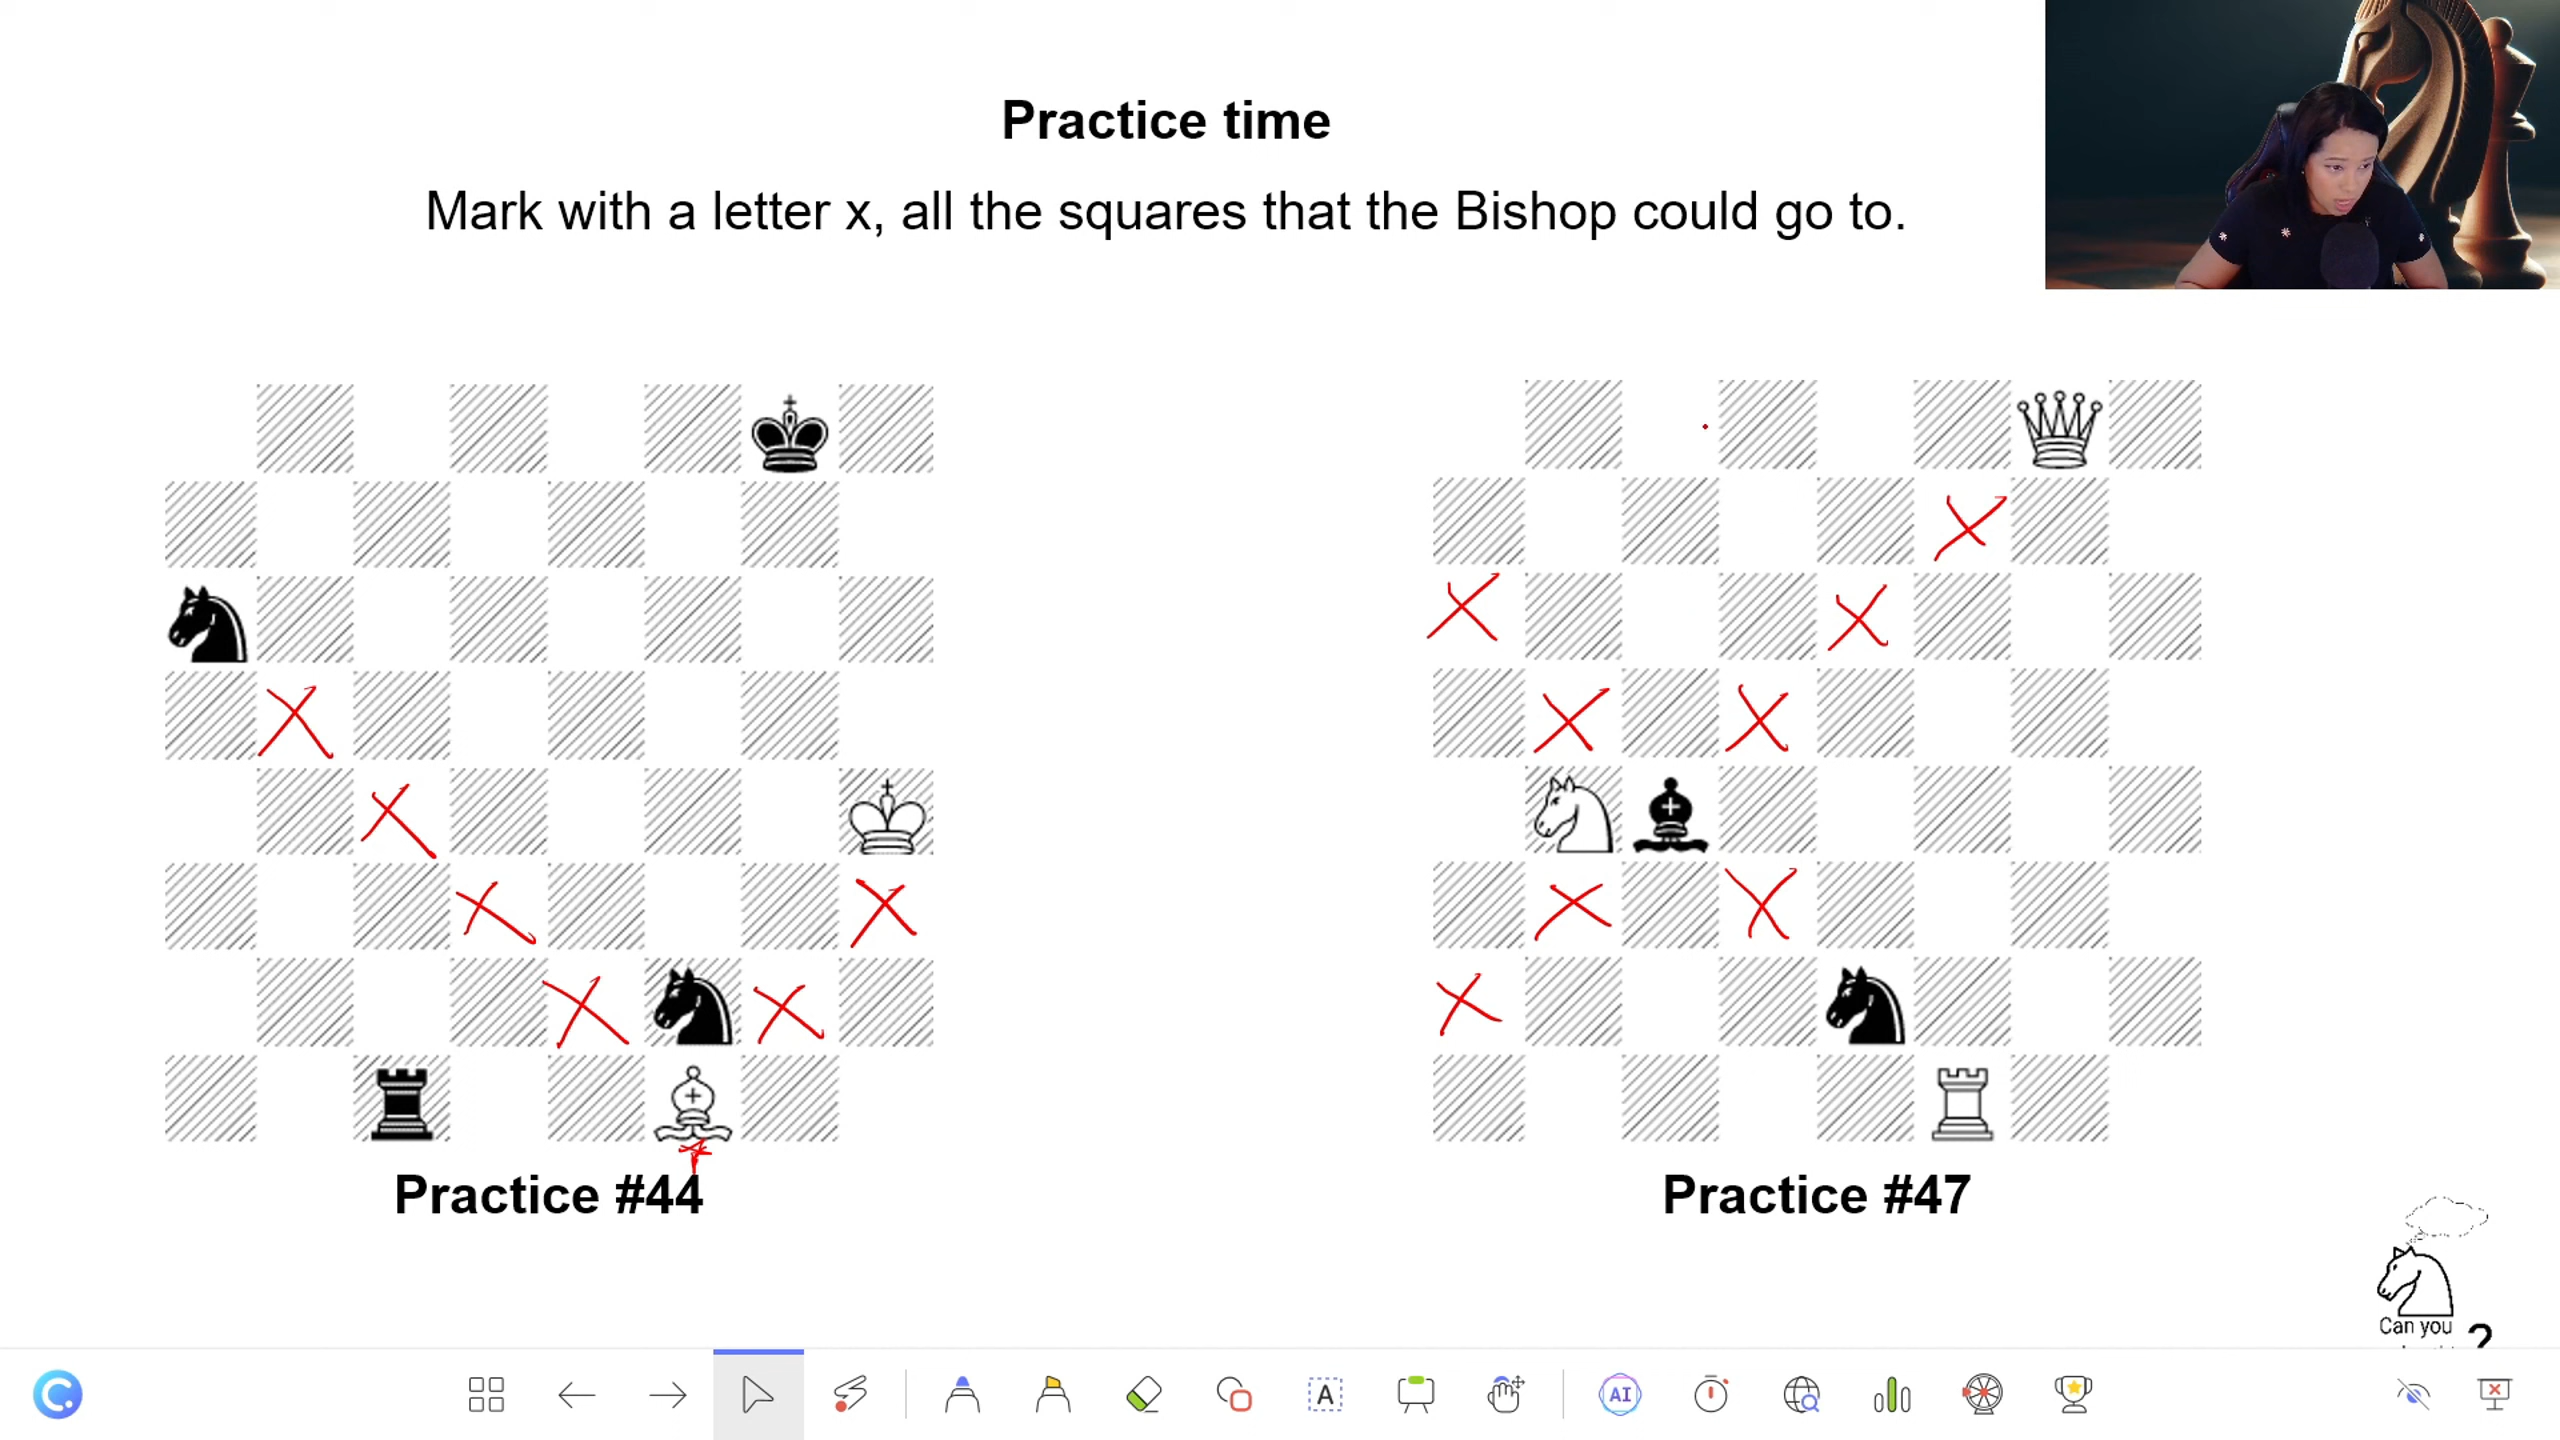 Practice time
Mark with a letter x, all the squares that the Bishop could go to.
Practice #44
Practice #47
Can you
?
A
AI